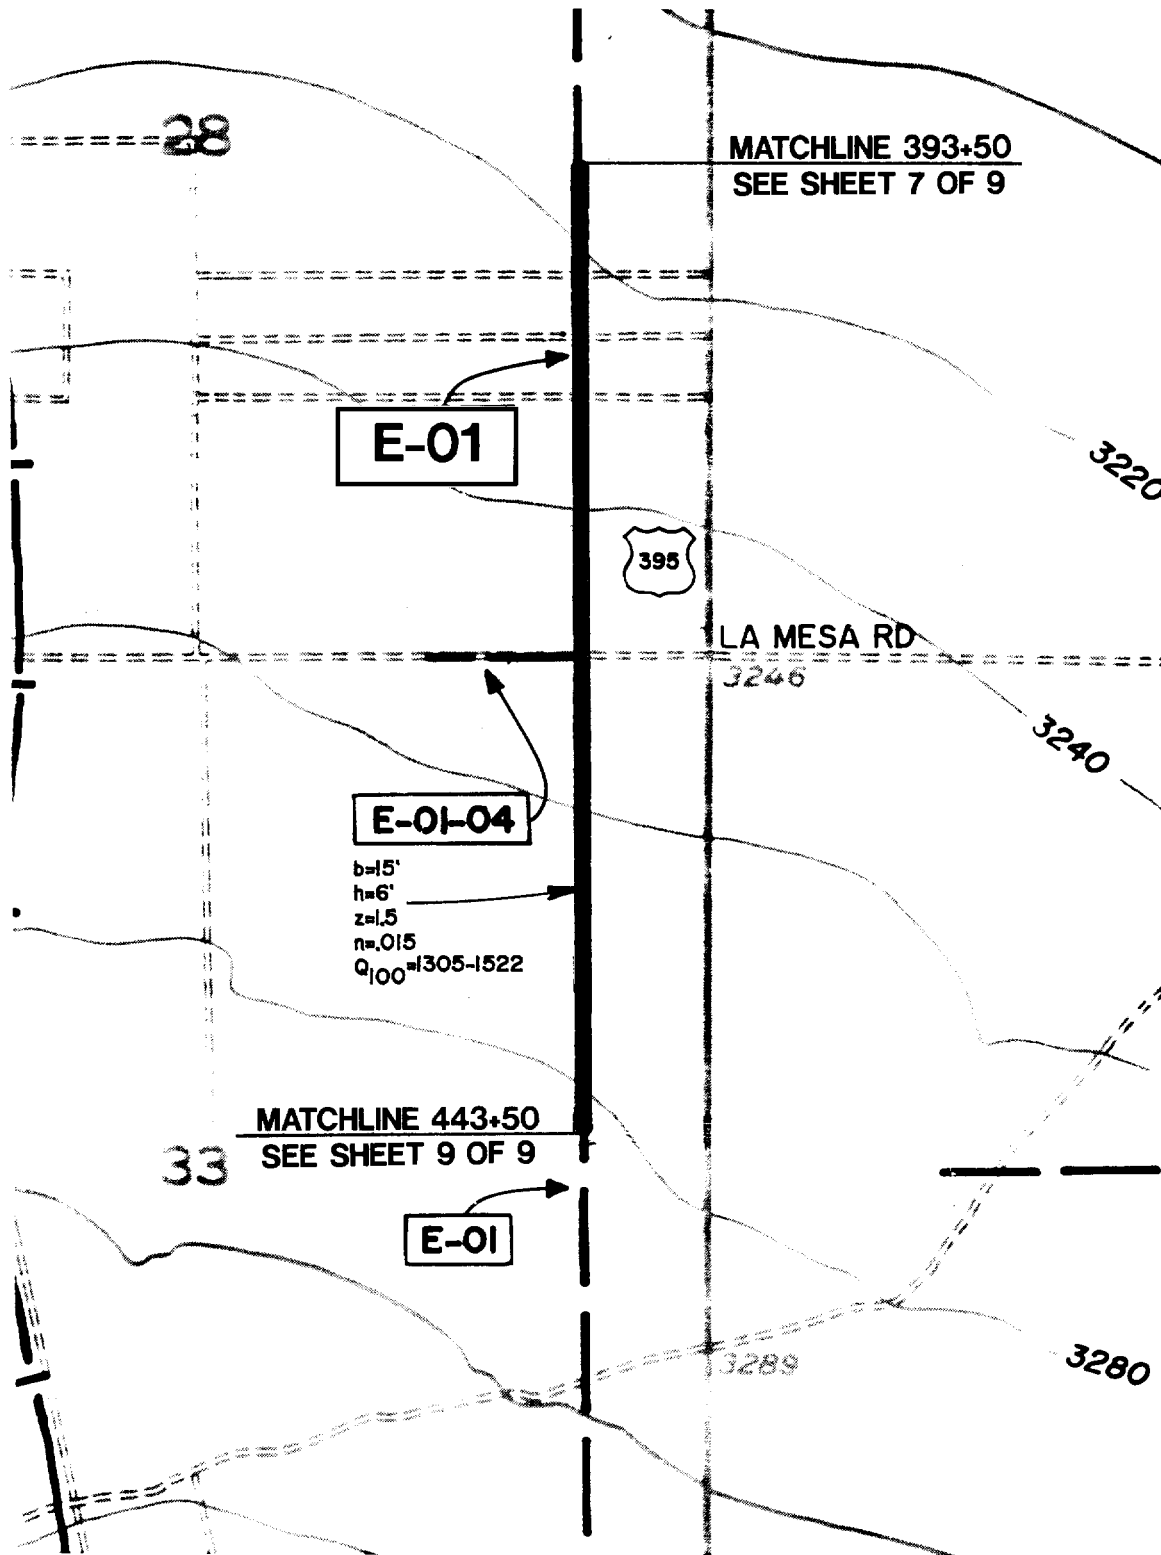 28
MATCHLINE 393+50
SEE SHEET 7 OF 9
E-01
3220
395
LA MESA RD
3246
3240
E-01-04
b=15'
h=6'
z=1.5
n=.015
Q100=1305-1522
MATCHLINE 443+50
SEE SHEET 9 OF 9
33
E-01
3289
3280